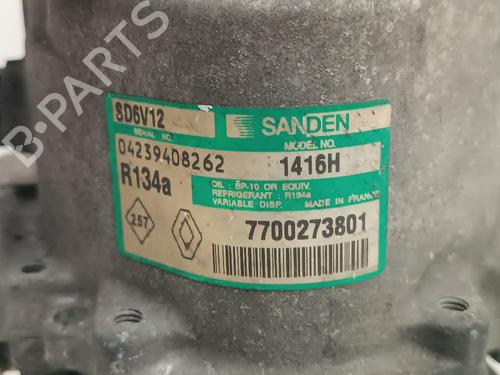 SD6V12
SANDEN
SERIAL NO.
MODEL NO.
04239408262
1416H
R134a
OIL : SP-10 OR EQUIV.
REFRIGERANT : R134a
VARIABLE DISP. MADE IN FRANCE
257
7700273801